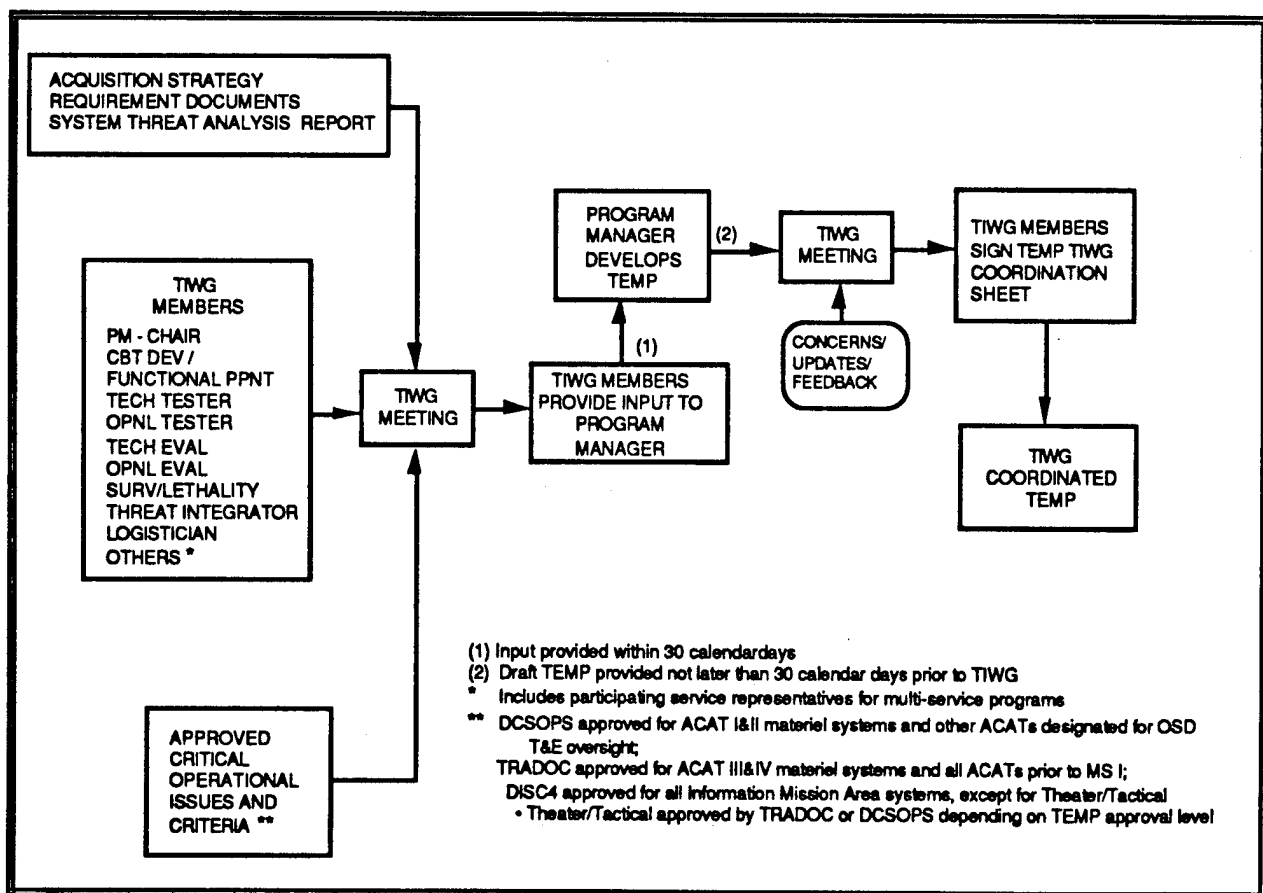 ACQUISITION STRATEGY
REQUIREMENT DOCUMENTS
SYSTEM THREAT ANALYSIS REPORT
TIWG
MEMBERS
PM - CHAIR
CBT DEV /
FUNCTIONAL PPNT
TECH TESTER
OPNL TESTER
TECH EVAL
OPNL EVAL
SURV/LETHALITY
THREAT INTEGRATOR
LOGISTICIAN
OTHERS *
APPROVED
CRITICAL
OPERATIONAL
ISSUES AND
CRITERIA **
TIWG
MEETING
TIWG MEMBERS
PROVIDE INPUT TO
PROGRAM
MANAGER
(1)
PROGRAM
MANAGER
DEVELOPS
TEMP
(2)
TIWG
MEETING
CONCERNS/
UPDATES/
FEEDBACK
TIWG MEMBERS
SIGN TEMP TIWG
COORDINATION
SHEET
TIWG
COORDINATED
TEMP
(1) Input provided within 30 calendardays
(2) Draft TEMP provided not later than 30 calendar days prior to TIWG
* Includes participating service representatives for multi-service programs
** DCSOPS approved for ACAT I&II materiel systems and other ACATs designated for OSD
T&E oversight;
TRADOC approved for ACAT III&IV materiel systems and all ACATs prior to MS I;
DISC4 approved for all Information Mission Area systems, except for Theater/Tactical
• Theater/Tactical approved by TRADOC or DCSOPS depending on TEMP approval level